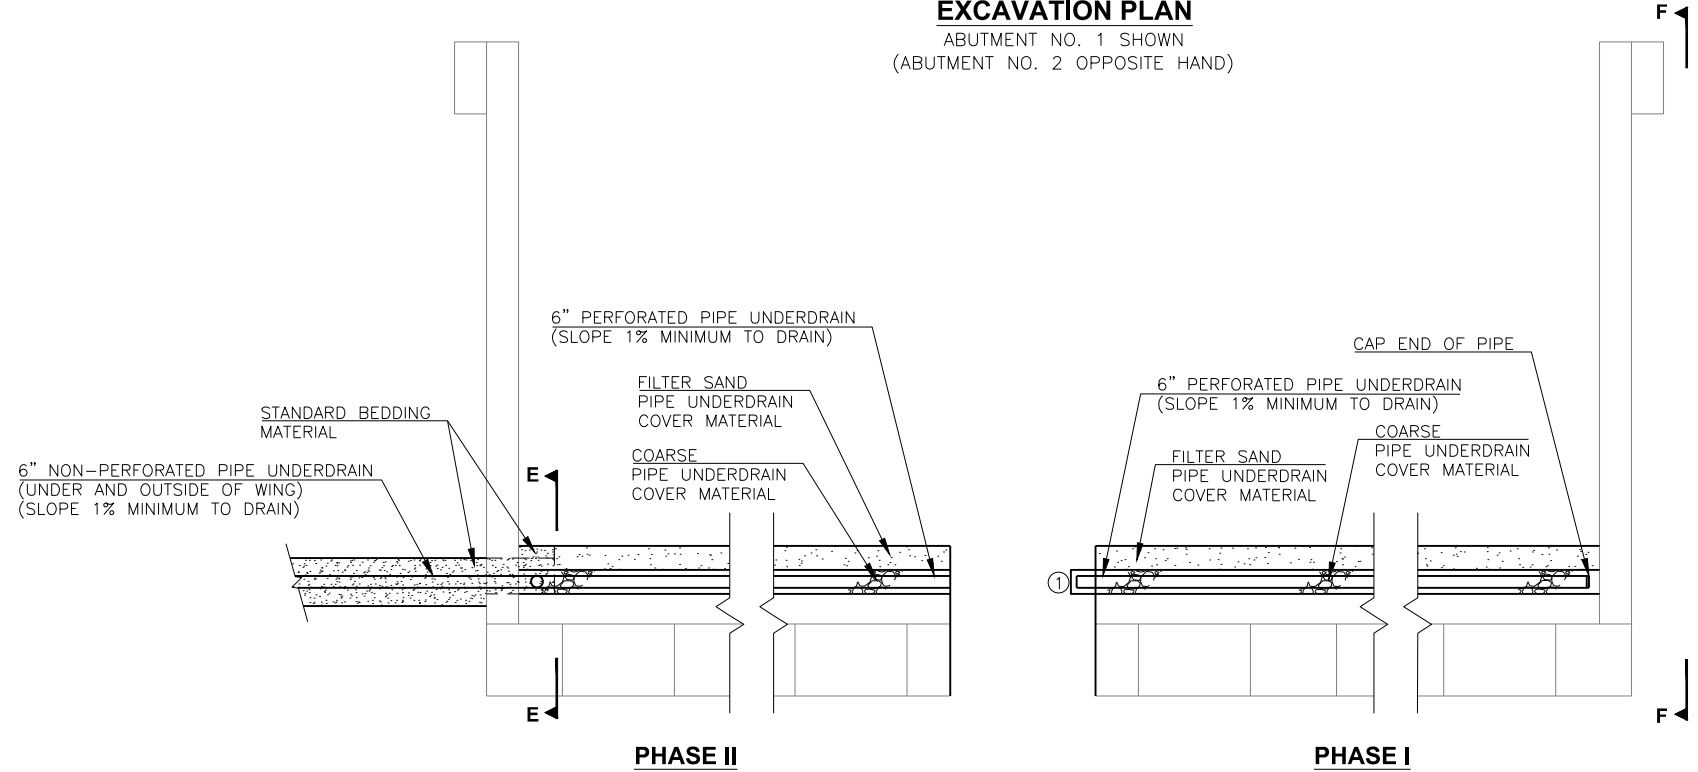 EXCAVATION PLAN
ABUTMENT NO. 1 SHOWN
(ABUTMENT NO. 2 OPPOSITE HAND)
F
6” PERFORATED PIPE UNDERDRAIN
(SLOPE 1% MINIMUM TO DRAIN)
FILTER SAND
PIPE UNDERDRAIN
COVER MATERIAL
STANDARD BEDDING
MATERIAL
COARSE
PIPE UNDERDRAIN
COVER MATERIAL
6” NON-PERFORATED PIPE UNDERDRAIN
(UNDER AND OUTSIDE OF WING)
(SLOPE 1% MINIMUM TO DRAIN)
E
E
PHASE II
CAP END OF PIPE
6” PERFORATED PIPE UNDERDRAIN
(SLOPE 1% MINIMUM TO DRAIN)
COARSE
PIPE UNDERDRAIN
COVER MATERIAL
FILTER SAND
PIPE UNDERDRAIN
COVER MATERIAL
1
F
PHASE I